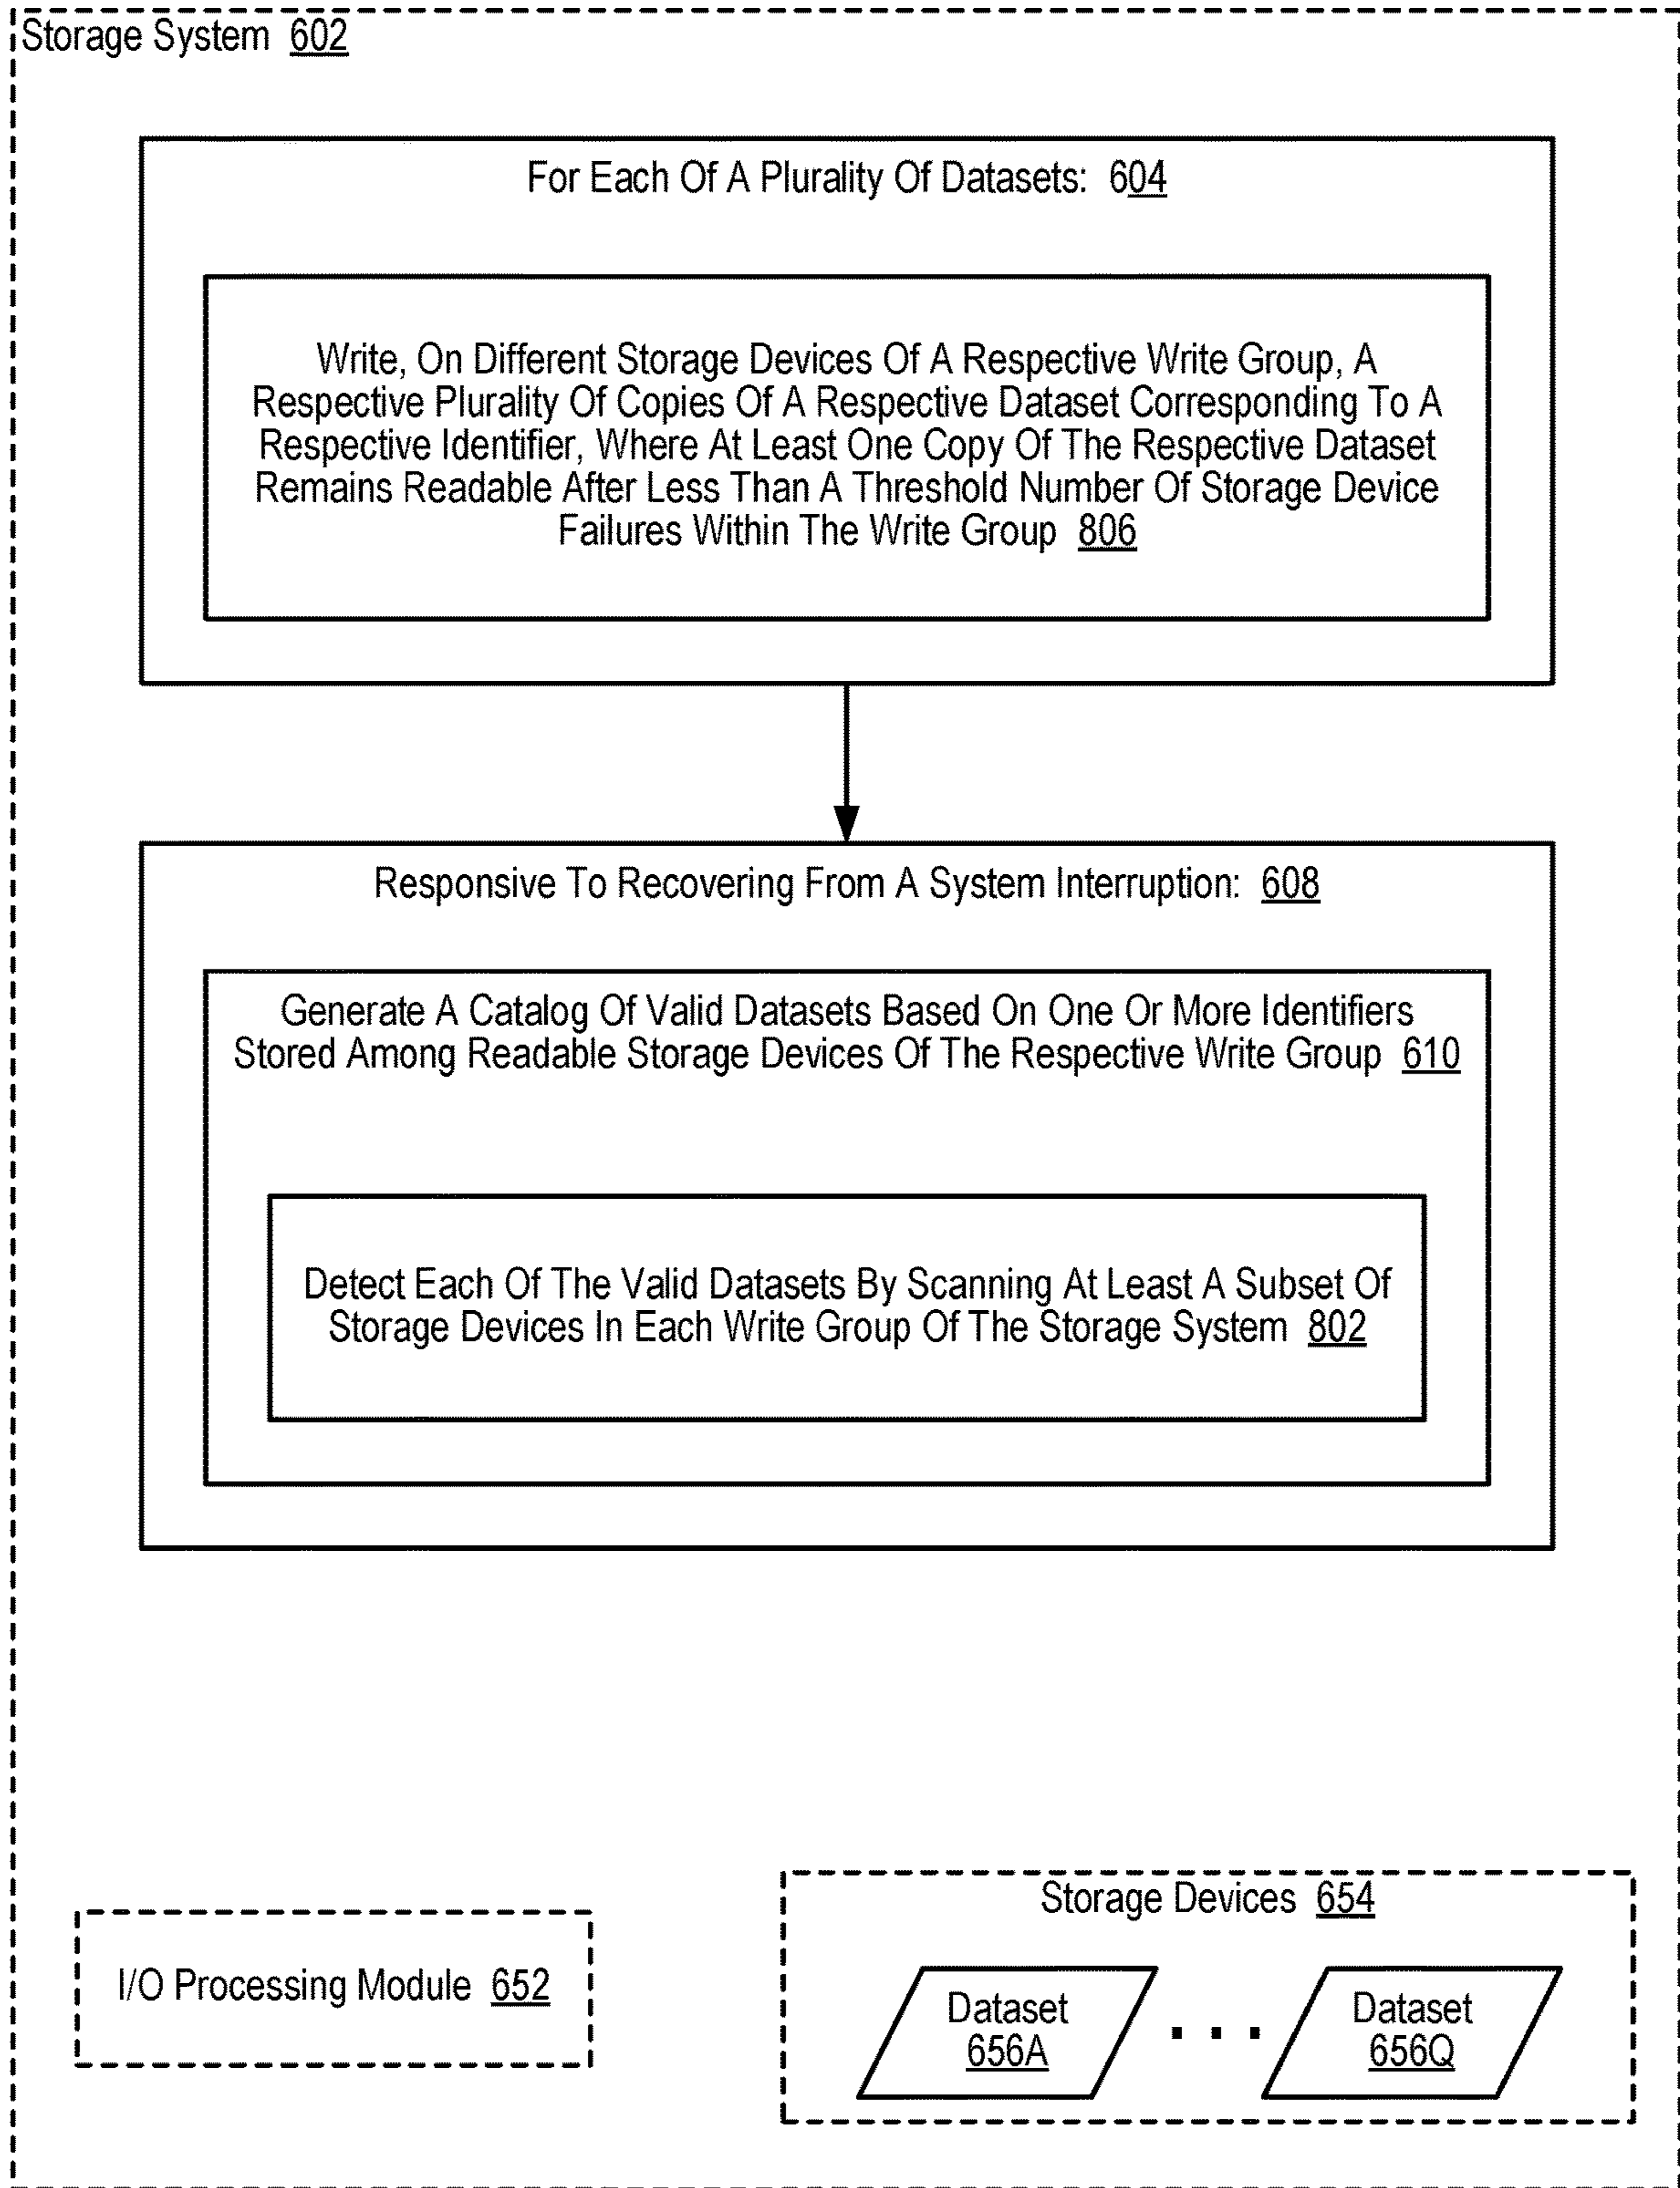 Storage System 602
For Each Of A Plurality Of Datasets: 604
Write, On Different Storage Devices Of A Respective Write Group, A
Respective Plurality Of Copies Of A Respective Dataset Corresponding To A
Respective Identifier, Where At Least One Copy Of The Respective Dataset
Remains Readable After Less Than A Threshold Number Of Storage Device
Failures Within The Write Group 806
Responsive To Recovering From A System Interruption: 608
Generate A Catalog Of Valid Datasets Based On One Or More Identifiers
Stored Among Readable Storage Devices Of The Respective Write Group 610
Detect Each Of The Valid Datasets By Scanning At Least A Subset Of
Storage Devices In Each Write Group Of The Storage System 802
I/O Processing Module 652
Storage Devices 654
Dataset
656A
. . .
Dataset
656Q